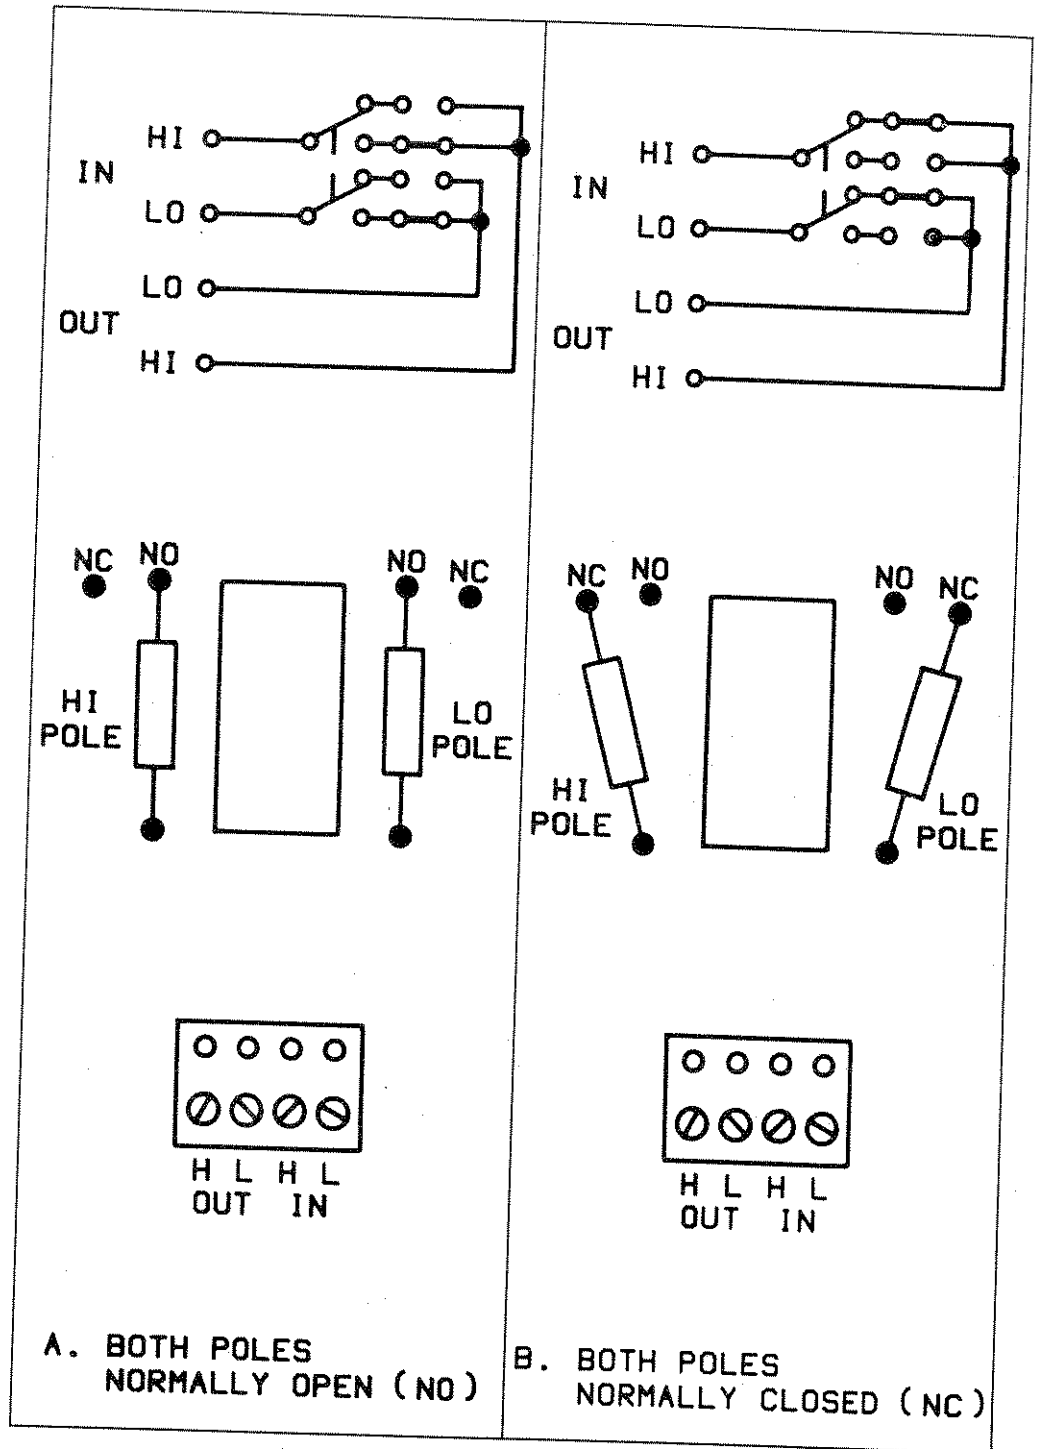 HI
IN
LO
LO
OUT
HI
NC NO NO NC
HI
POLE
LO
POLE
H L H L
OUT IN
A. BOTH POLES
NORMALLY OPEN (NO)
HI
IN
LO
LO
OUT
HI
NC NO NO NC
HI
POLE
LO
POLE
H L H L
OUT IN
B. BOTH POLES
NORMALLY CLOSED (NC)